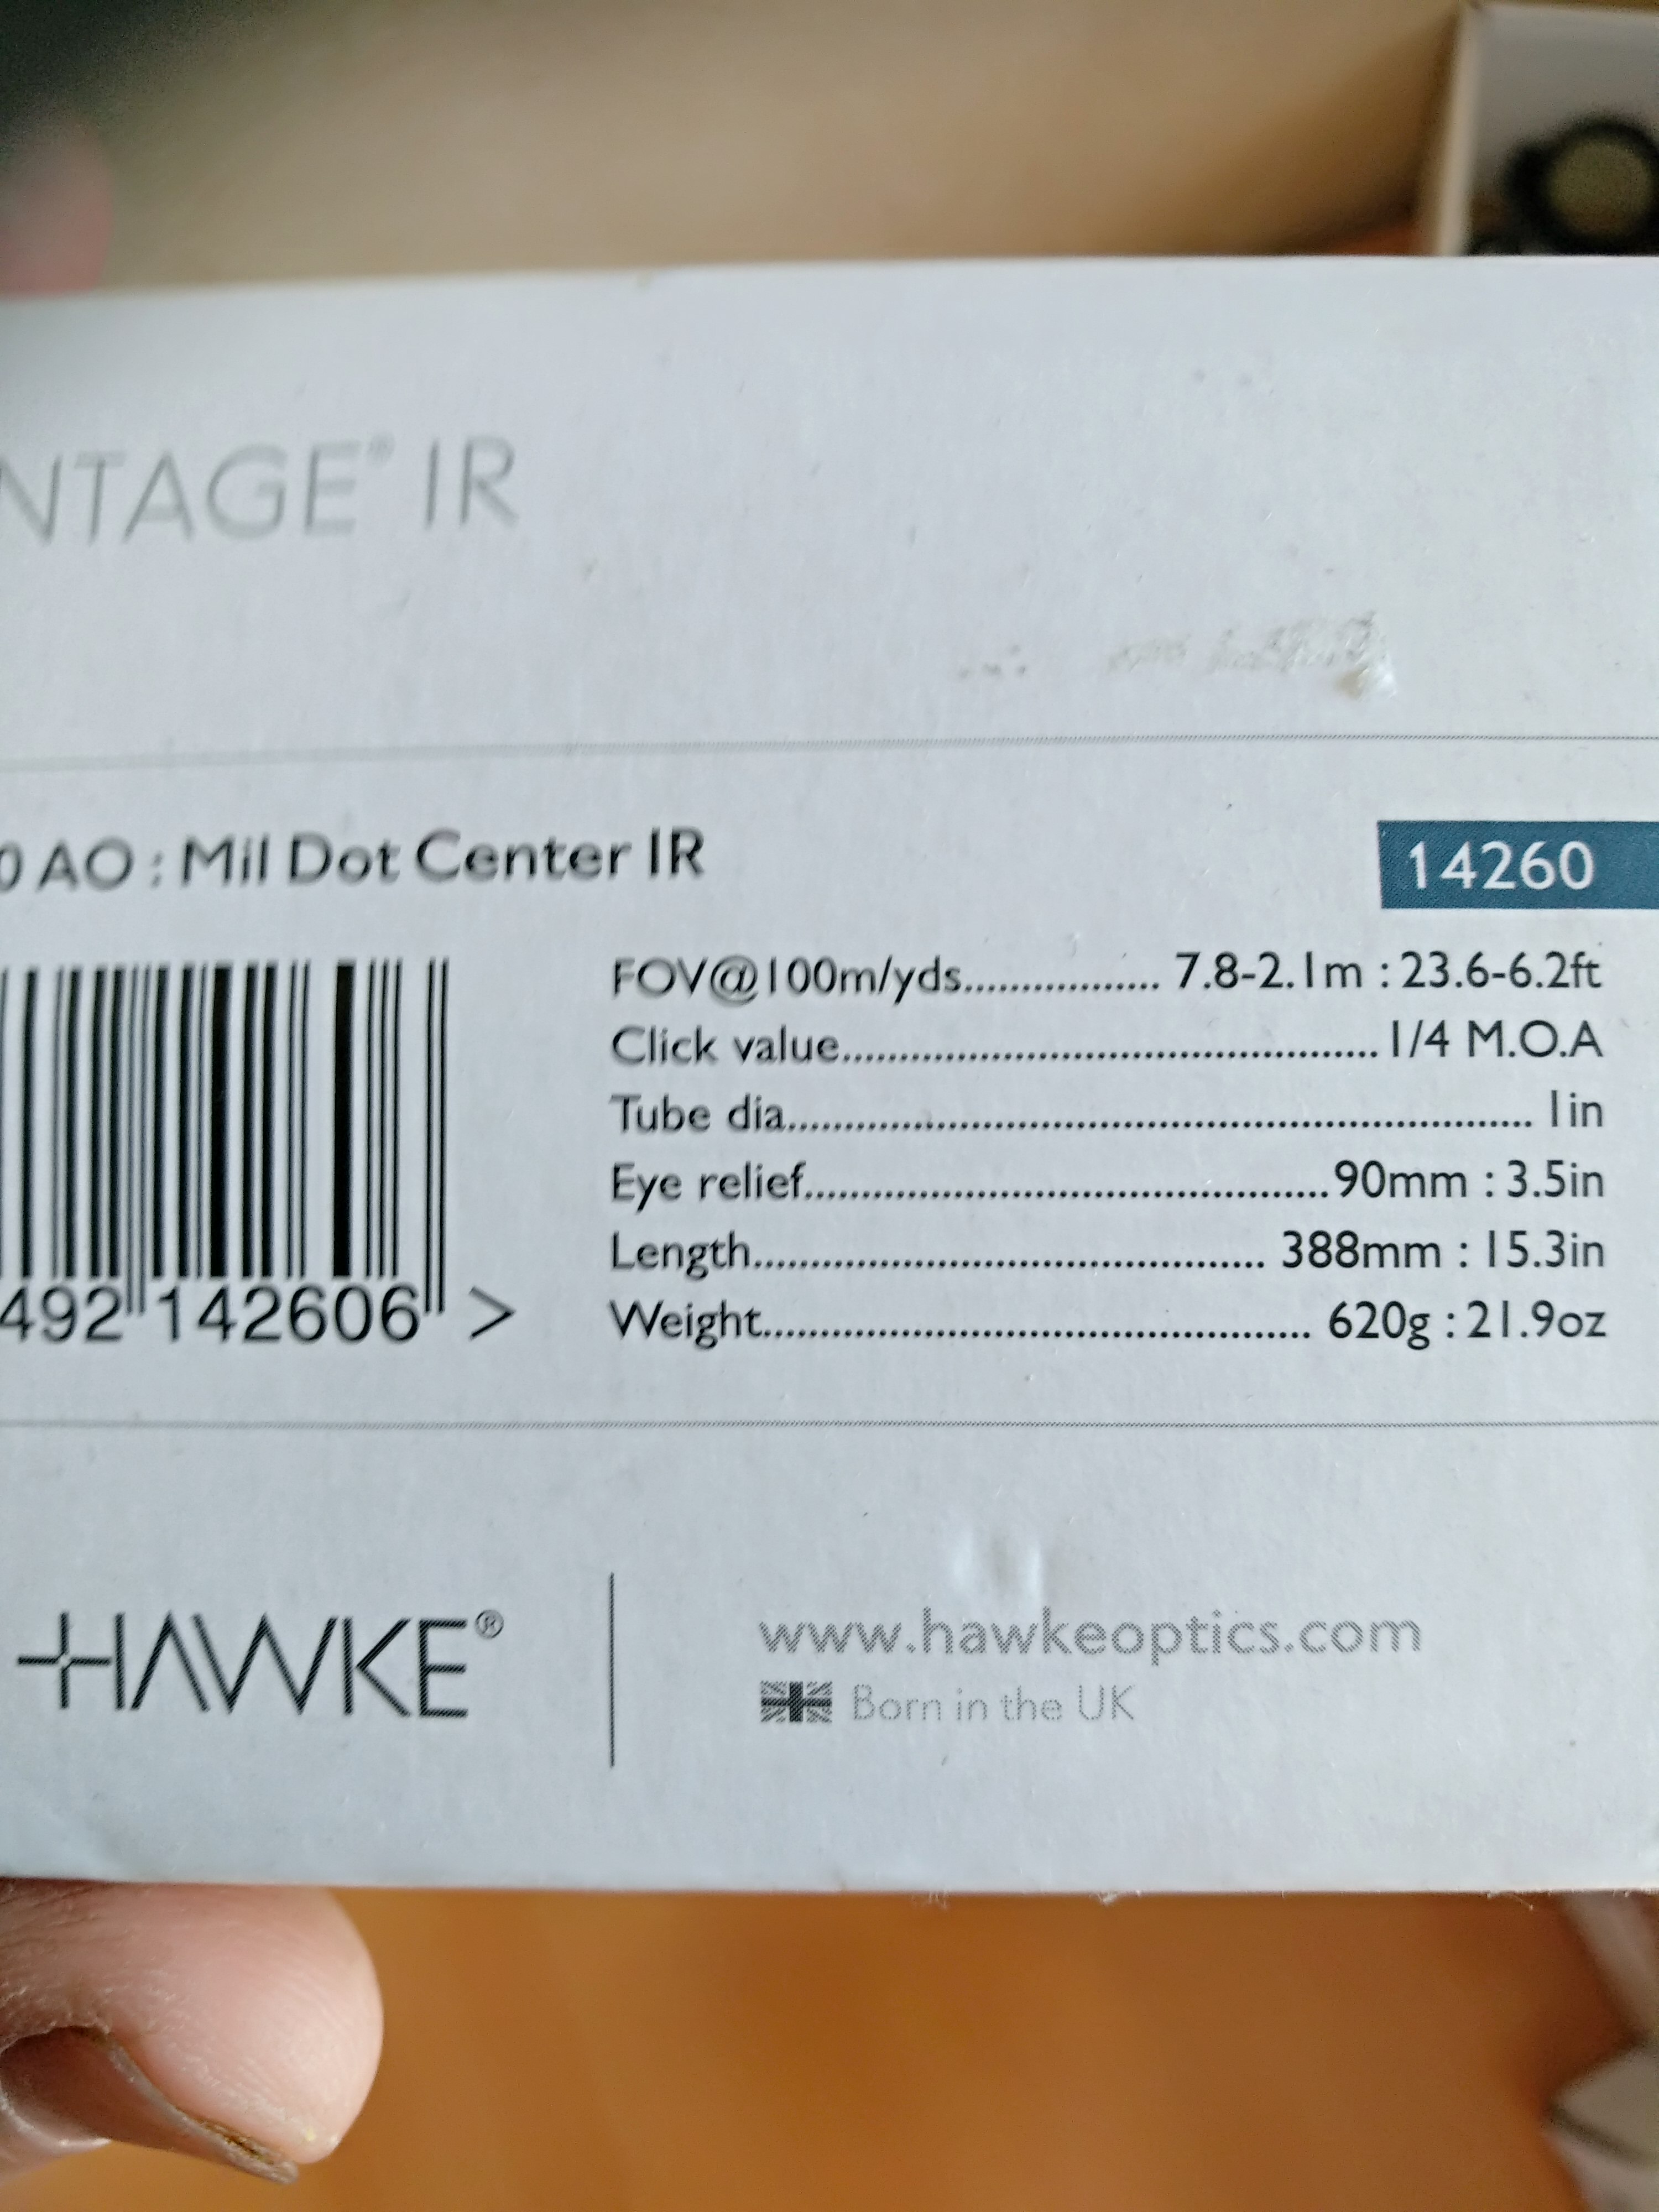 NTAGE® IR
0 AO : Mil Dot Center IR
14260
FOV@100m/yds................. 7.8-2.1m : 23.6-6.2ft
Click value............................................... 1/4 M.O.A
Tube dia.................................................................. 1in
Eye relief..............................................90mm : 3.5in
Length.............................................. 388mm : 15.3in
Weight................................................ 620g : 21.9oz
492 142606 >
HAWKE®
www.hawkeoptics.com
Born in the UK